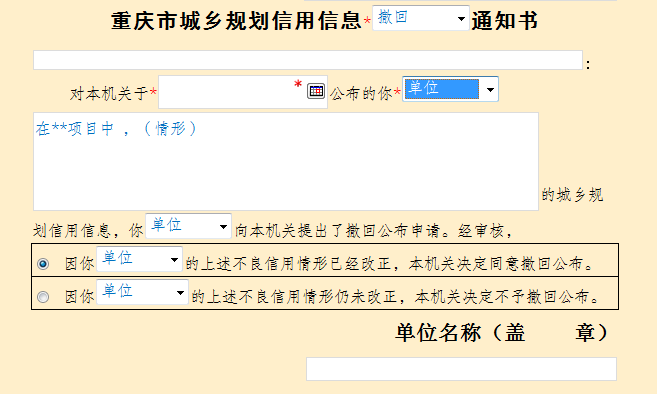 重庆市城乡规划信用信息*撤回 通知书
：
对本机关于* * 公布的你* 单位
在**项目中 ，（情形）
的城乡规
划信用信息，你 单位 向本机关提出了撤回公布申请。经审核，
因你 单位 的上述不良信用情形已经改正，本机关决定同意撤回公布。
因你 单位 的上述不良信用情形仍未改正，本机关决定不予撤回公布。
单位名称（盖 章）